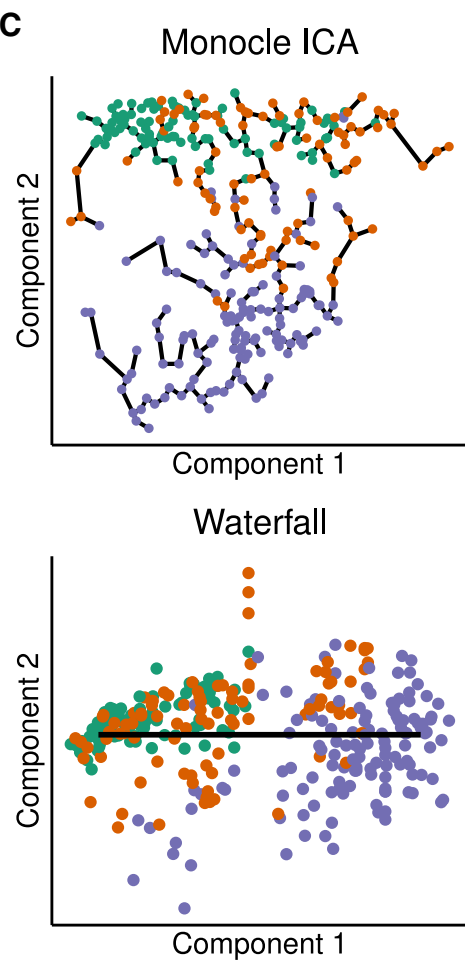 C
Monocle ICA
Component 2
Component 1
Waterfall
Component 2
Component 1